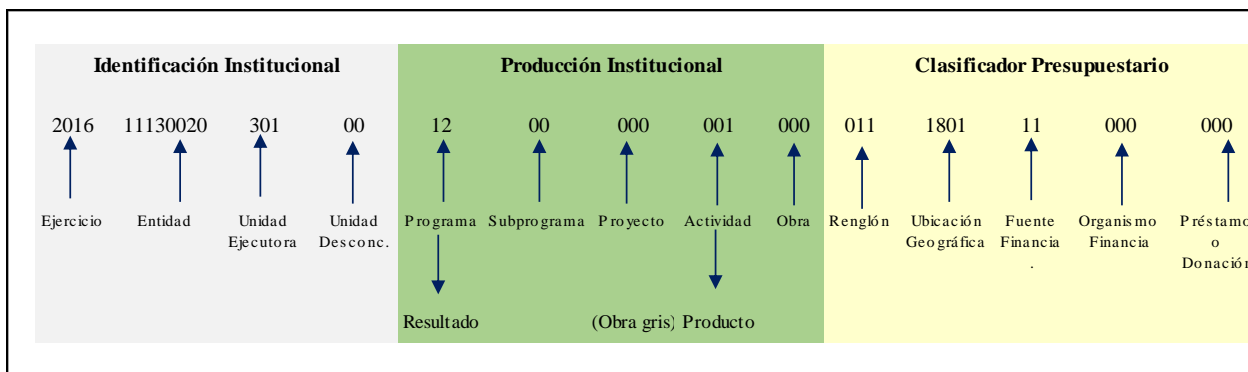 Identificación Institucional
Producción Institucional
Clasificador Presupuestario
2016 11130020 301 00 12 00 000 001 000 011 1801 11 000 000
Ejercicio
Entidad
Unidad
Ejecutora
Unidad
Desconc.
Programa
Subprograma
Proyecto
Actividad
Obra
Renglón
Ubicación
Geográfica
Fuente
Financia
.
Organismo
Financia
Préstamo
o
Donación
Resultado
(Obra gris) Producto